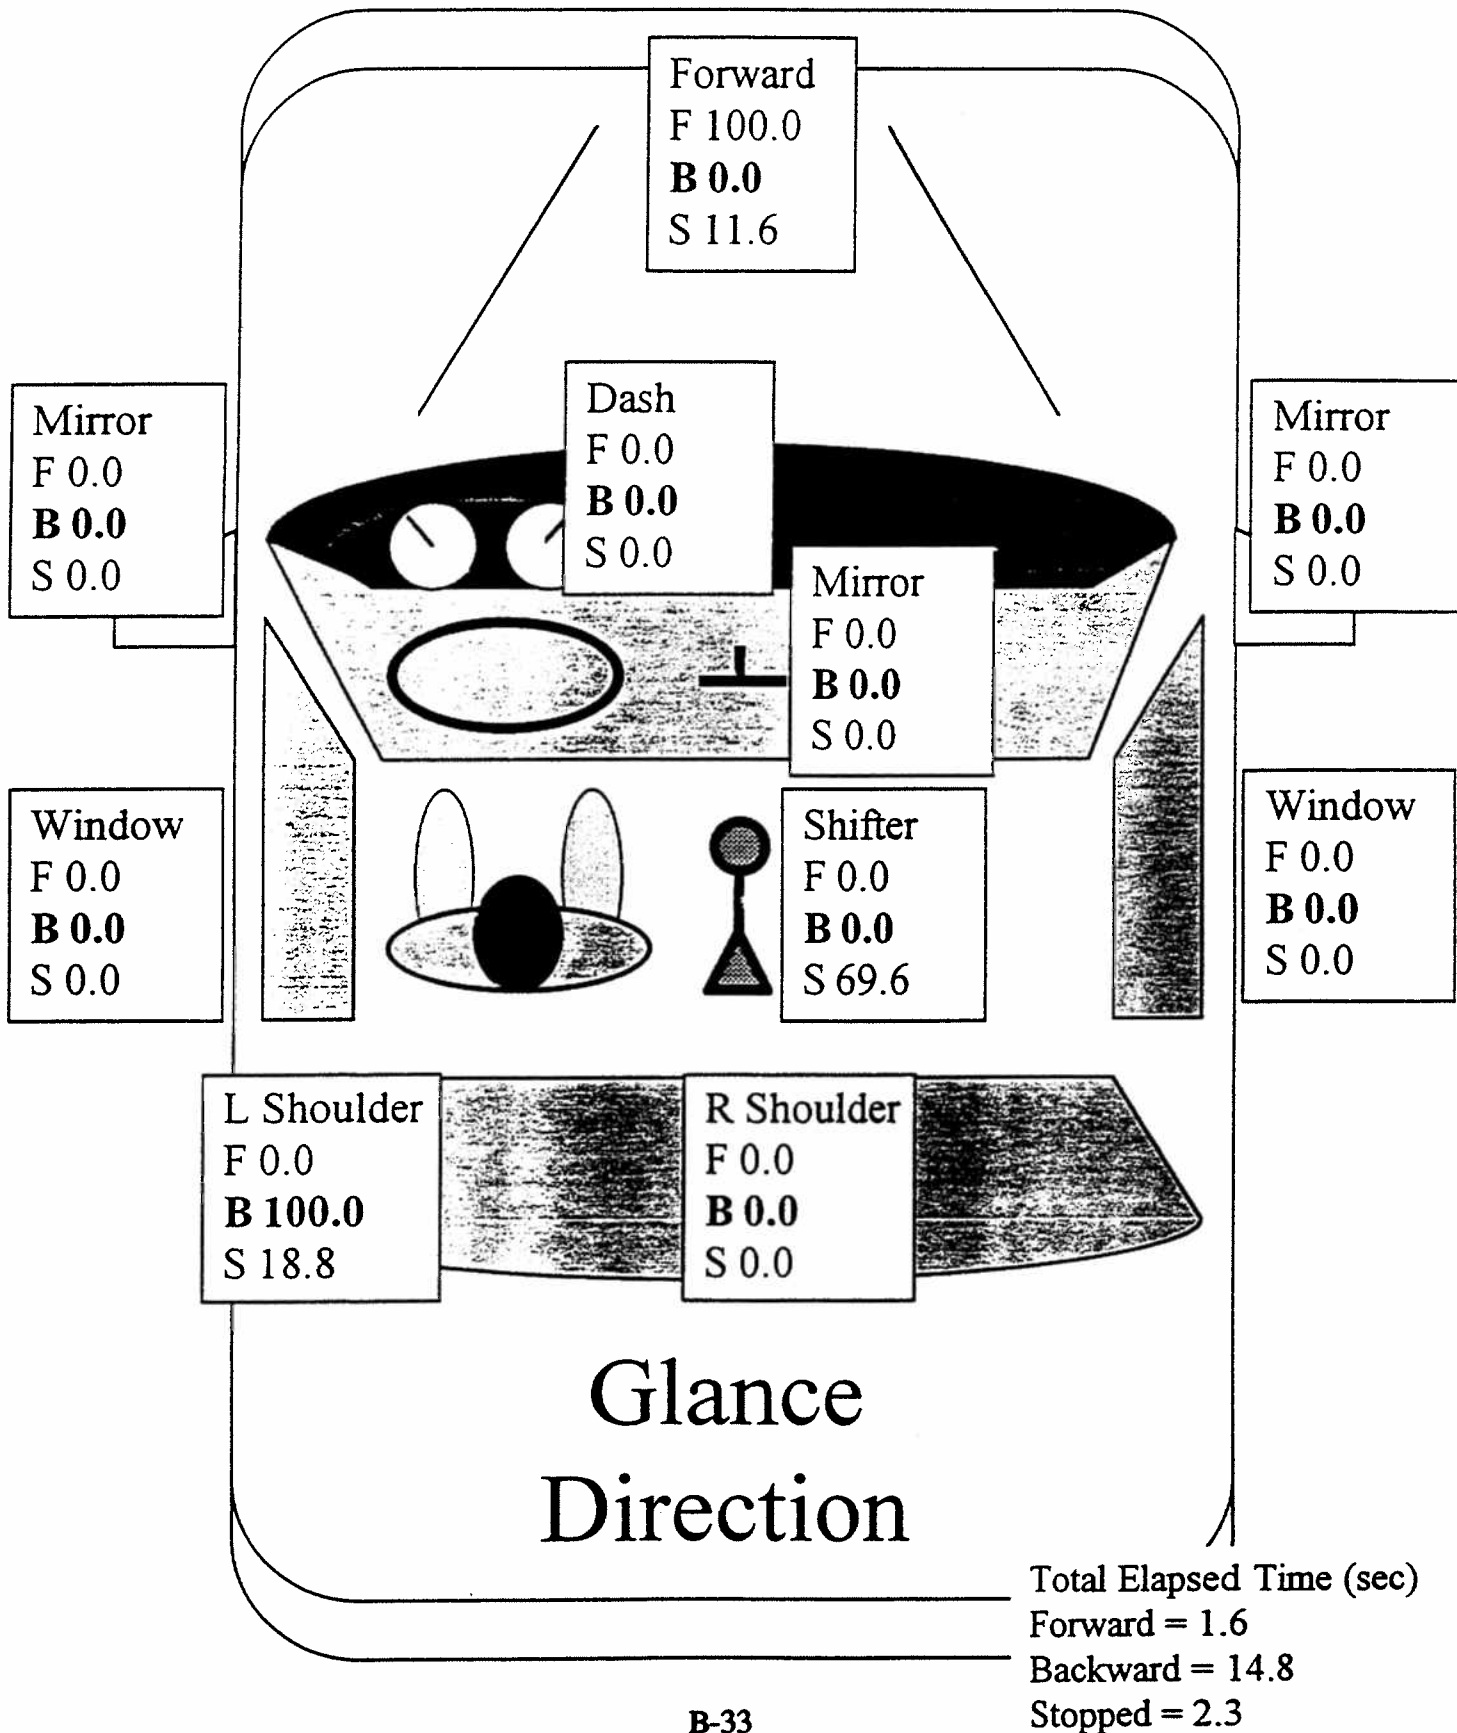 Forward
F 100.0
B 0.0
S 11.6
Dash
F 0.0
B 0.0
S 0.0
Mirror
F 0.0
B 0.0
S 0.0
Mirror
F 0.0
B 0.0
S 0.0
Mirror
F 0.0
B 0.0
S 0.0
Window
F 0.0
B 0.0
S 0.0
Shifter
F 0.0
B 0.0
S 69.6
Window
F 0.0
B 0.0
S 0.0
L Shoulder
F 0.0
B 100.0
S 18.8
R Shoulder
F 0.0
B 0.0
S 0.0
Glance
Direction
Total Elapsed Time (sec)
Forward = 1.6
Backward = 14.8
Stopped = 2.3
B-33